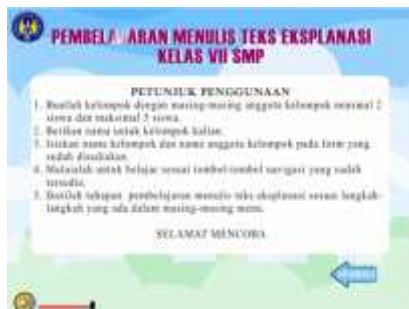 PEMBELAJARAN MENULIS TEKS EKSPLANASI
KELAS VII SMP
PETUNJUK PENGGUNAAN
1. Buatlah kelompok dengan masing-masing anggota kelompok minimal 2
siswa dan maksimal 5 siswa.
2. Berikan nama untuk kelompok kalian.
3. Isikan nama kelompok dan nama anggota kelompok pada form yang
sudah disediakan.
4. Mulailah untuk belajar sesuai tombol-tombol navigasi yang sudah
tersedia.
5. Ikutilah tahapan pembelajaran menulis teks eksplanasi sesuai langkah-
langkah yang ada dalam masing-masing menu.
SELAMAT MENCOBA